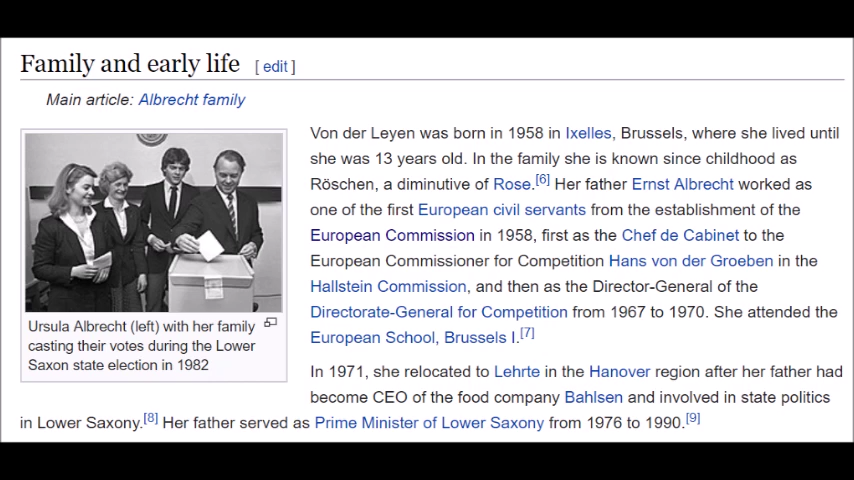 Family and early life [ edit ]
Main article: Albrecht family
Von der Leyen was born in 1958 in Ixelles, Brussels, where she lived until
she was 13 years old. In the family she is known since childhood as
Röschen, a diminutive of Rose.[6] Her father Ernst Albrecht worked as
one of the first European civil servants from the establishment of the
European Commission in 1958, first as the Chef de Cabinet to the
European Commissioner for Competition Hans von der Groeben in the
Hallstein Commission, and then as the Director-General of the
Directorate-General for Competition from 1967 to 1970. She attended the
European School, Brussels I.[7]
Ursula Albrecht (left) with her family
casting their votes during the Lower
Saxon state election in 1982
In 1971, she relocated to Lehrte in the Hanover region after her father had
become CEO of the food company Bahlsen and involved in state politics
in Lower Saxony.[8] Her father served as Prime Minister of Lower Saxony from 1976 to 1990.[9]